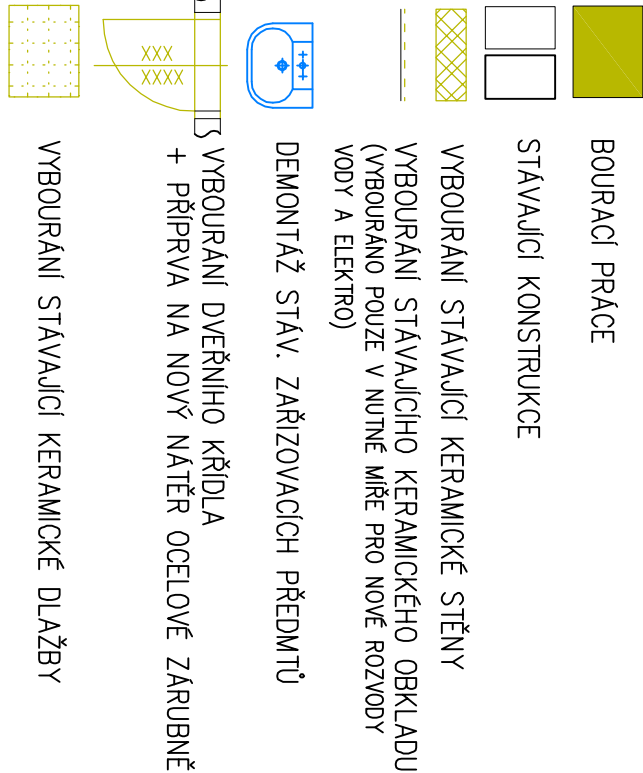 BOURACÍ PRÁCE
STÁVAJÍCÍ KONSTRUKCE
VYBOURÁNÍ STÁVAJÍCÍ KERAMICKÉ STĚNY
VYBOURÁNÍ STÁVAJÍCÍHO KERAMICKÉHO OBKLADU
(VYBOURÁNO POUZE V NUTNÉ MÍŘE PRO NOVÉ ROZVODY
VODY A ELEKTRO)
DEMONTÁŽ STÁV. ZAŘIZOVACÍCH PŘEDMTŮ
XXX
XXXX
VYBOURÁNÍ DVEŘNÍHO KŘÍDLA
+ PŘÍPRVA NA NOVÝ NÁTĚR OCELOVÉ ZÁRUBNĚ
VYBOURÁNÍ STÁVAJÍCÍ KERAMICKÉ DLAŽBY